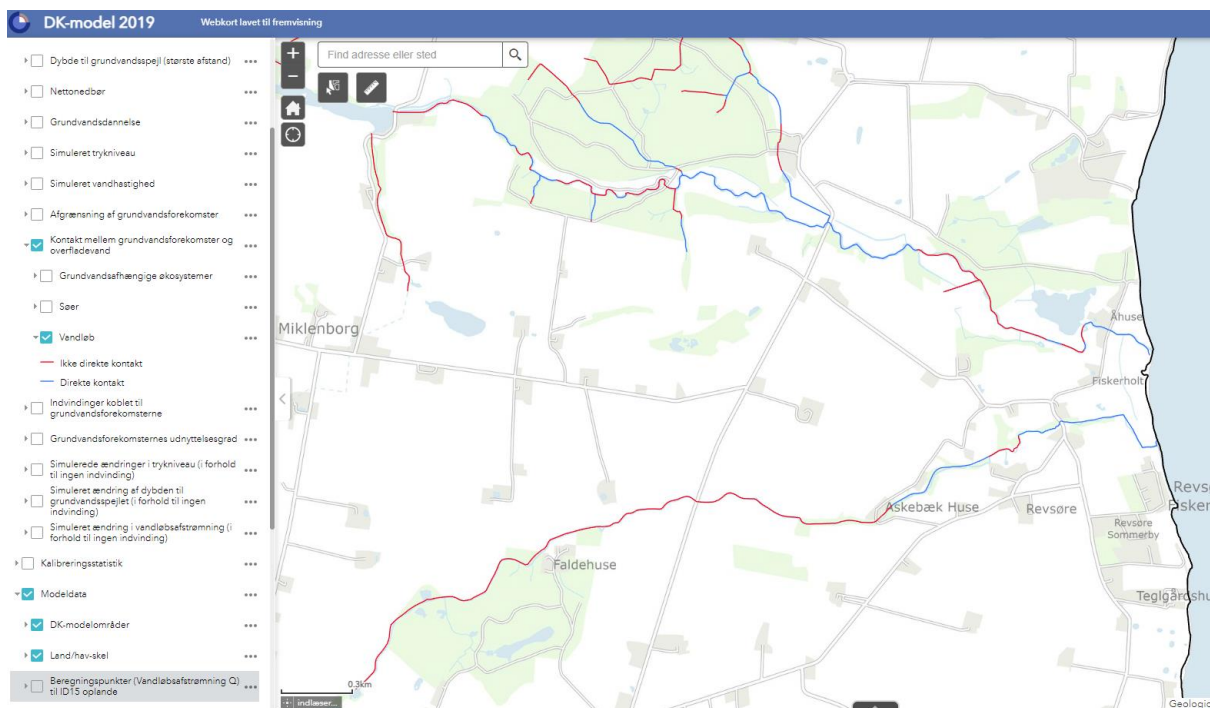 DK-model 2019
Webkort lavet til fremvisning
Dybde til grundvandsspejl (største afstand)
Nettonedbør
Grundvandsdannelse
Simuleret trykniveau
Simuleret vandhastighed
Afgrænsning af grundvandsforekomster
Kontakt mellem grundvandsforekomster og
overfladevand
Grundvandsafhængige økosystemer
Søer
Vandløb
Ikke direkte kontakt
Direkte kontakt
Indvindinger koblet til
grundvandsforekomsterne
Grundvandsforekomsternes udnyttelsesgrad
Simulerede ændringer i trykniveau (i forhold
til ingen indvinding)
Simuleret ændring af dybden til
grundvandsspejlet (i forhold til ingen
indvinding)
Simuleret ændring i vandløbsafstrømning (i
forhold til ingen indvinding)
Kalibreringsstatistik
Modeldata
DK-modelområder
Land/hav-skel
Beregningspunkter (Vandløbsafstrømning Q)
til ID15 oplande
Find adresse eller sted
Miklenborg
Åhuse
Fiskerholt
Askebæk Huse
Revsøre
Revsøre
Sommerby
Revsø
Fisker
Faldehuse
Teglgårdshu
0.3km
indlæser...
Geologic